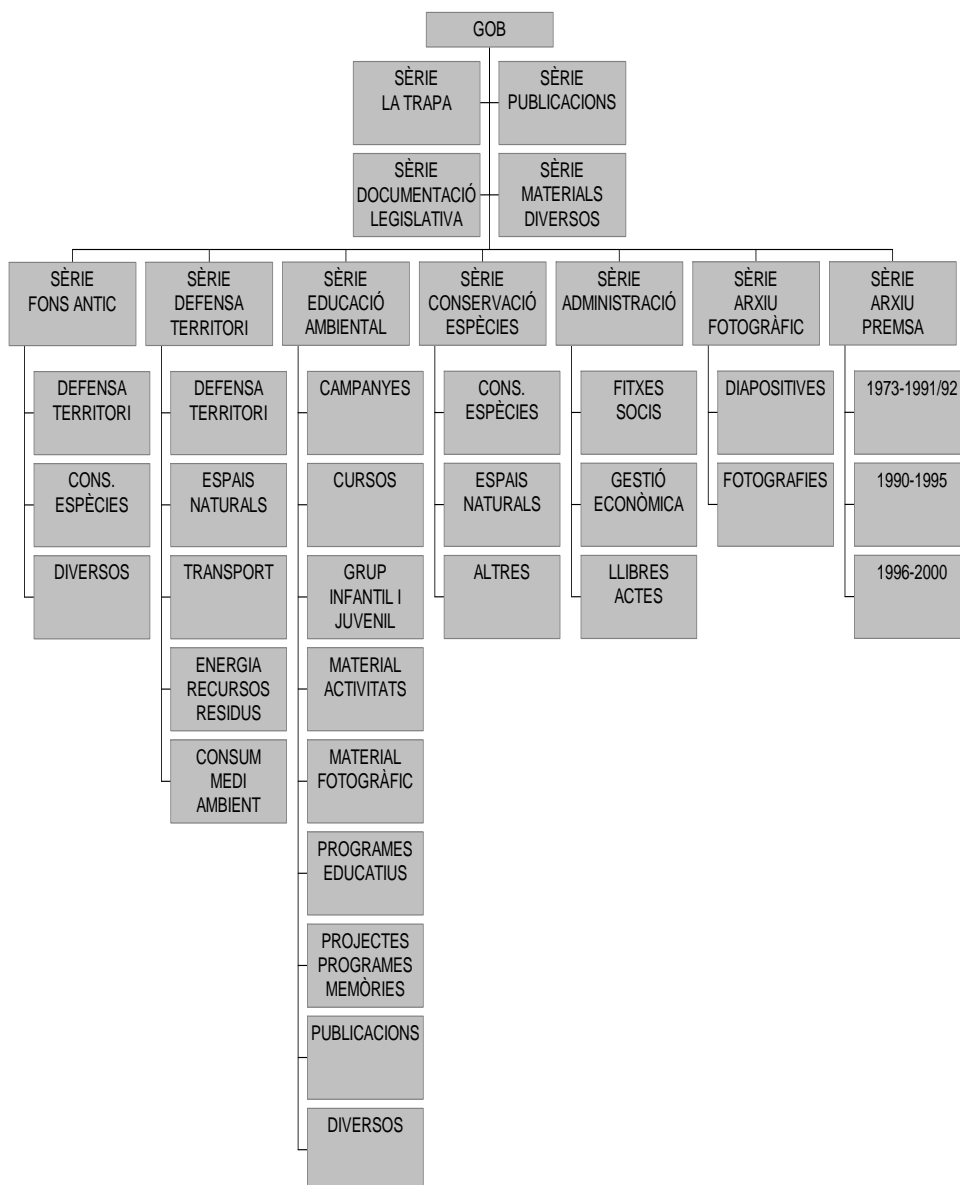 GOB
SÈRIE
LA TRAPA
SÈRIE
PUBLICACIONS
SÈRIE
DOCUMENTACIÓ
LEGISLATIVA
SÈRIE
MATERIALS
DIVERSOS
SÈRIE
FONS ANTIC
DEFENSA
TERRITORI
CONS.
ESPÈCIES
DIVERSOS
SÈRIE
DEFENSA
TERRITORI
DEFENSA
TERRITORI
ESPAIS
NATURALS
TRANSPORT
ENERGIA
RECURSOS
RESIDUS
CONSUM
MEDI
AMBIENT
SÈRIE
EDUCACIÓ
AMBIENTAL
CAMPANYES
CURSOS
GRUP
INFANTIL I
JUVENIL
MATERIAL
ACTIVITATS
MATERIAL
FOTOGRÀFIC
PROGRAMES
EDUCATIUS
PROJECTES
PROGRAMES
MEMÒRIES
PUBLICACIONS
DIVERSOS
SÈRIE
CONSERVACIÓ
ESPÈCIES
CONS.
ESPÈCIES
ESPAIS
NATURALS
ALTRES
SÈRIE
ADMINISTRACIÓ
FITXES
SOCIS
GESTIÓ
ECONÒMICA
LLIBRES
ACTES
SÈRIE
ARXIU
FOTOGRÀFIC
DIAPOSITIVES
FOTOGRAFIES
SÈRIE
ARXIU
PREMSA
1973-1991/92
1990-1995
1996-2000